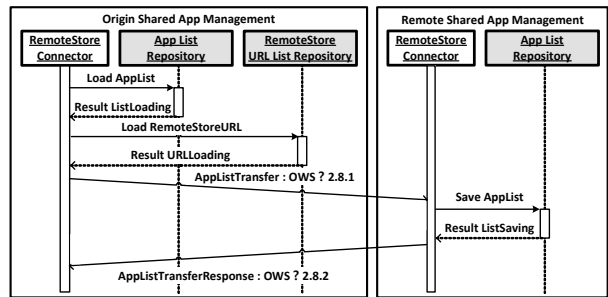 Origin Shared App Management
Remote Shared App Management
RemoteStore
Connector
App List
Repository
RemoteStore
URL List Repository
RemoteStore
Connector
App List
Repository
Load AppList
Result ListLoading
Load RemoteStoreURL
Result URLLoading
AppListTransfer : OWS ? 2.8.1
Save AppList
Result ListSaving
AppListTransferResponse : OWS ? 2.8.2